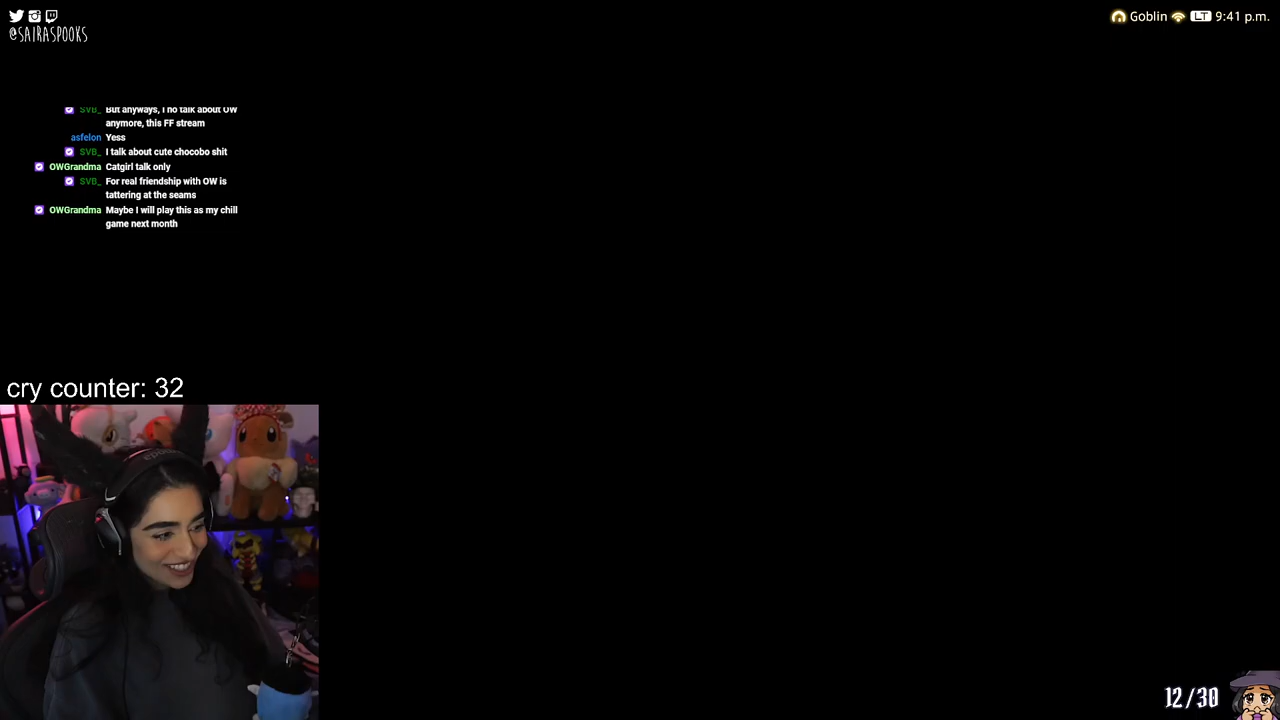 @SAIRASPOOKS
Goblin LT 9:41 p.m.
SVB_ But anyways, I no talk about OW
anymore, this FF stream
asfelon Yess
SVB_ I talk about cute chocobo shit
OWGrandma Catgirl talk only
SVB_ For real friendship with OW is
tattering at the seams
OWGrandma Maybe I will play this as my chill
game next month
cry counter: 32
12/30